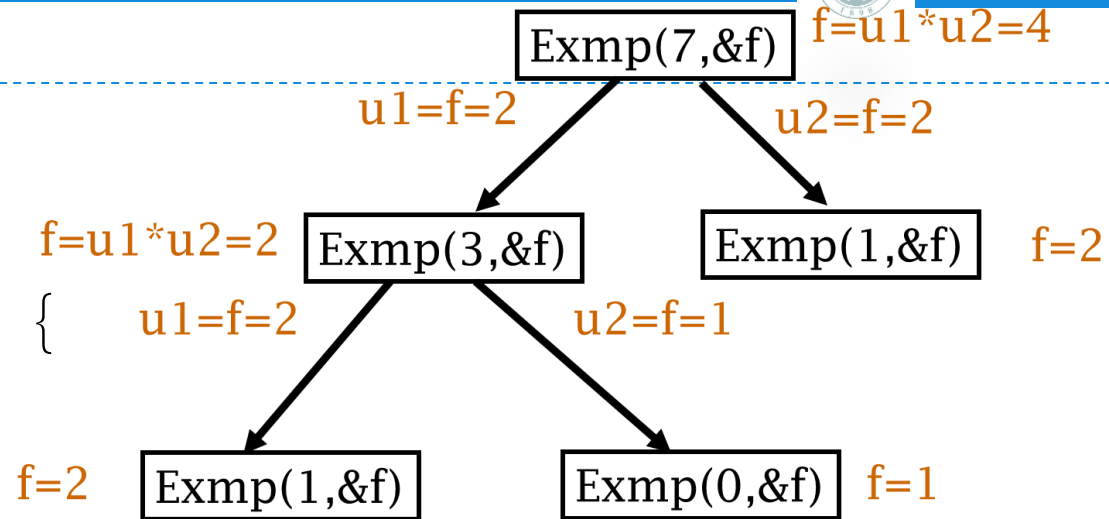 Exmp(7,&f)
f=u1*u2=4
u1=f=2
u2=f=2
f=u1*u2=2
Exmp(3,&f)
Exmp(1,&f)
f=2
{
u1=f=2
u2=f=1
f=2
Exmp(1,&f)
Exmp(0,&f)
f=1
1898